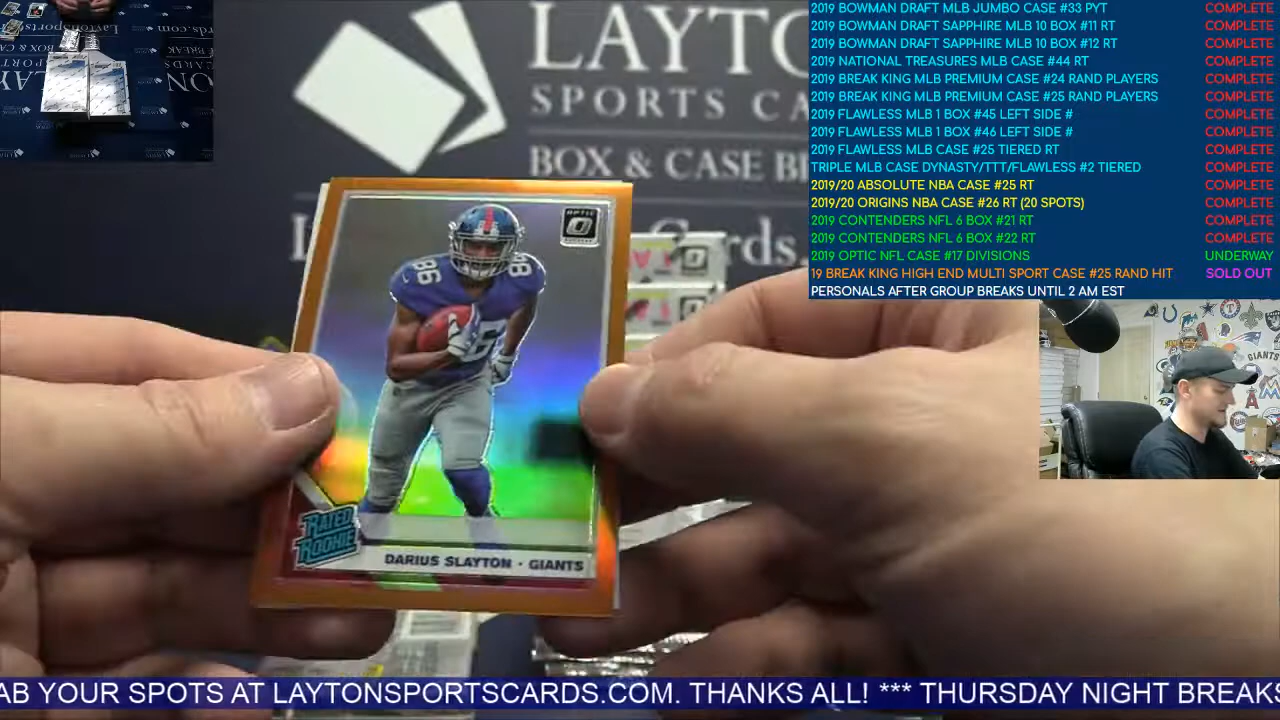 LAYTO
SPORTS CA
BOX & CASE B
rds.
2019 BOWMAN DRAFT MLB JUMBO CASE #33 PYT COMPLETE
2019 BOWMAN DRAFT SAPPHIRE MLB 10 BOX #11 RT COMPLETE
2019 BOWMAN DRAFT SAPPHIRE MLB 10 BOX #12 RT COMPLETE
2019 NATIONAL TREASURES MLB CASE #44 RT COMPLETE
2019 BREAK KING MLB PREMIUM CASE #24 RAND PLAYERS COMPLETE
2019 BREAK KING MLB PREMIUM CASE #25 RAND PLAYERS COMPLETE
2019 FLAWLESS MLB 1 BOX #45 LEFT SIDE # COMPLETE
2019 FLAWLESS MLB 1 BOX #46 LEFT SIDE # COMPLETE
2019 FLAWLESS MLB CASE #25 TIERED RT COMPLETE
TRIPLE MLB CASE DYNASTY/TTT/FLAWLESS #2 TIERED COMPLETE
2019/20 ABSOLUTE NBA CASE #25 RT COMPLETE
2019/20 ORIGINS NBA CASE #26 RT (20 SPOTS) COMPLETE
2019 CONTENDERS NFL 6 BOX #21 RT COMPLETE
2019 CONTENDERS NFL 6 BOX #22 RT COMPLETE
2019 OPTIC NFL CASE #17 DIVISIONS UNDERWAY
19 BREAK KING HIGH END MULTI SPORT CASE #25 RAND HIT SOLD OUT
PERSONALS AFTER GROUP BREAKS UNTIL 2 AM EST
OPTIC
86 86
RATED
ROOKIE
DARIUS SLAYTON · GIANTS
GIANTS
AB YOUR SPOTS AT LAYTONSPORTSCARDS.COM. THANKS ALL! *** THURSDAY NIGHT BREAKS